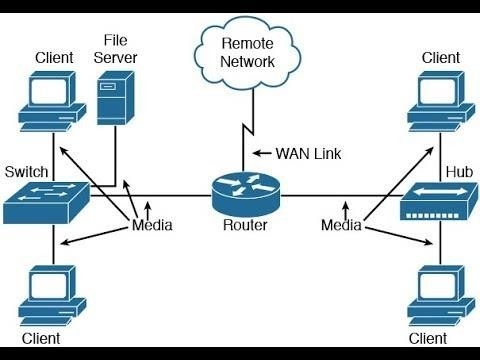 Client
File
Server
Remote
Network
Client
WAN Link
Switch
Hub
Media
Router
Media
Client
Client